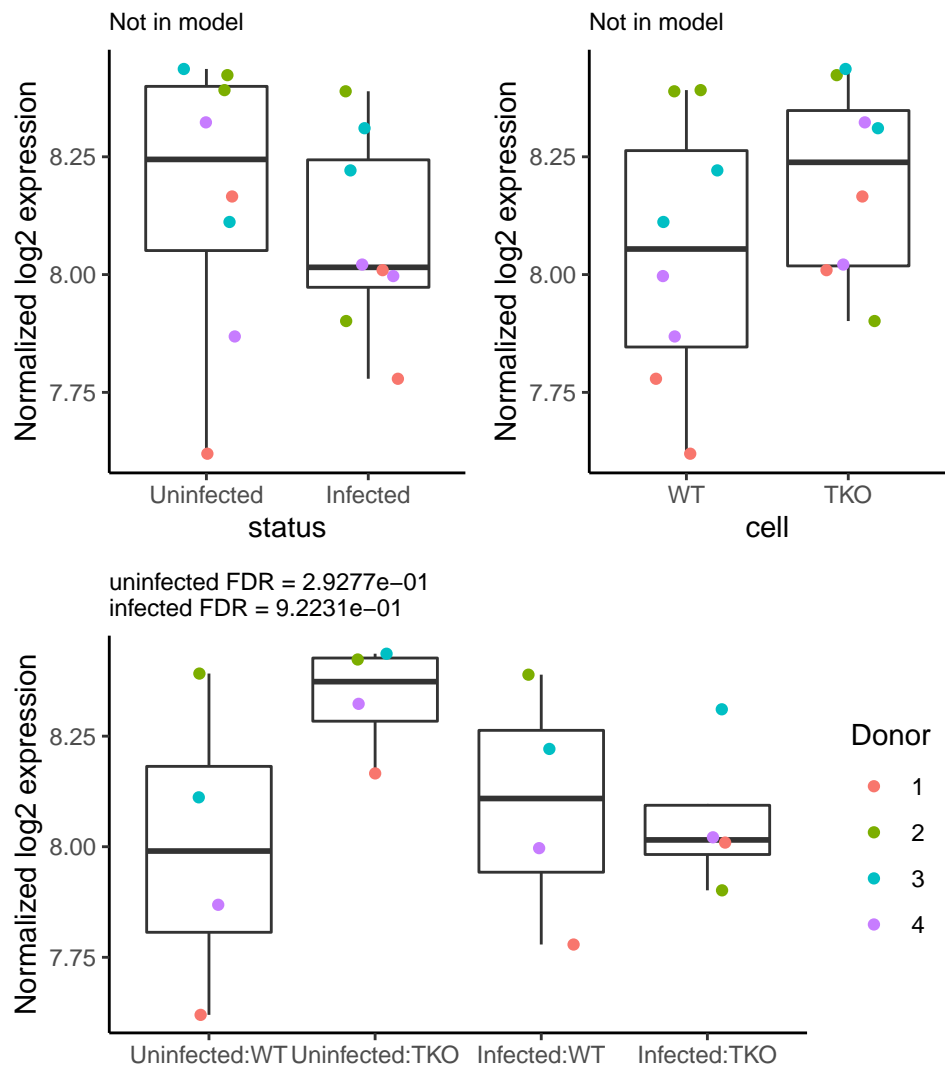 Not in model
Normalized log2 expression
8.25
8.00
7.75
Uninfected Infected
status
Not in model
Normalized log2 expression
8.25
8.00
7.75
WT TKO
cell
uninfected FDR = 2.9277e−01
infected FDR = 9.2231e−01
Normalized log2 expression
8.25
8.00
7.75
Uninfected:WT Uninfected:TKO Infected:WT Infected:TKO
Donor
1
2
3
4